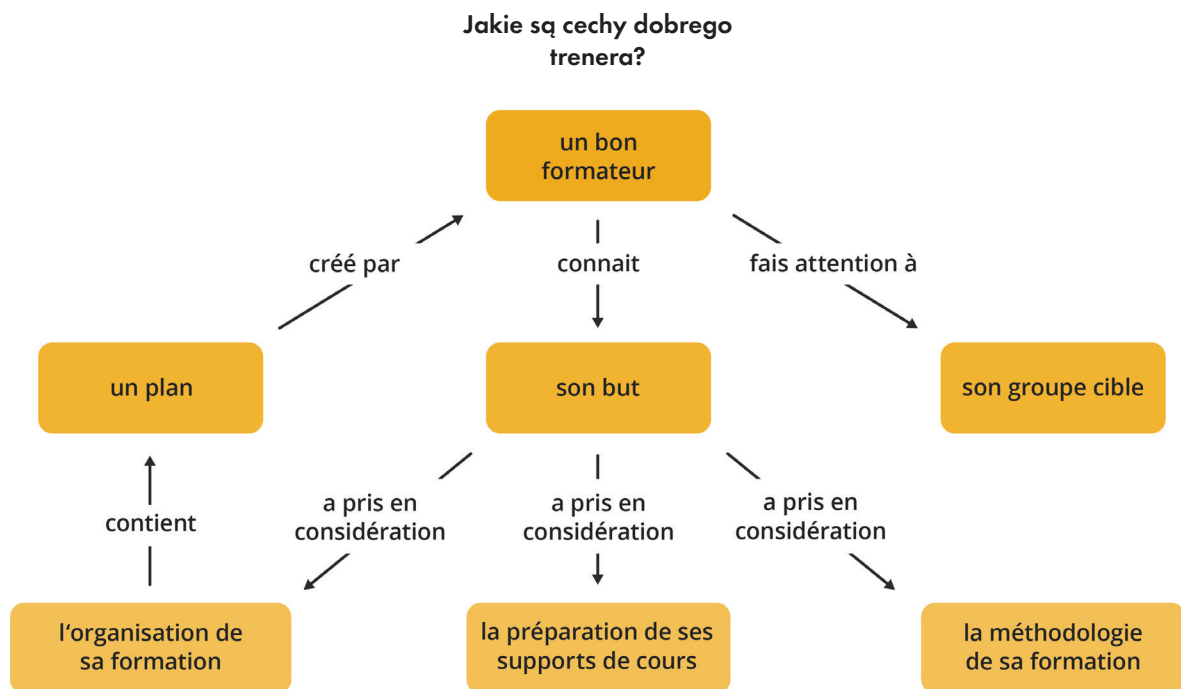 Jakie są cechy dobrego
trenera?
un bon
formateur
créé par
connait
fais attention à
un plan
son but
son groupe cible
contient
a pris en
considération
a pris en
considération
a pris en
considération
l‘organisation de
sa formation
la préparation de ses
supports de cours
la méthodologie
de sa formation